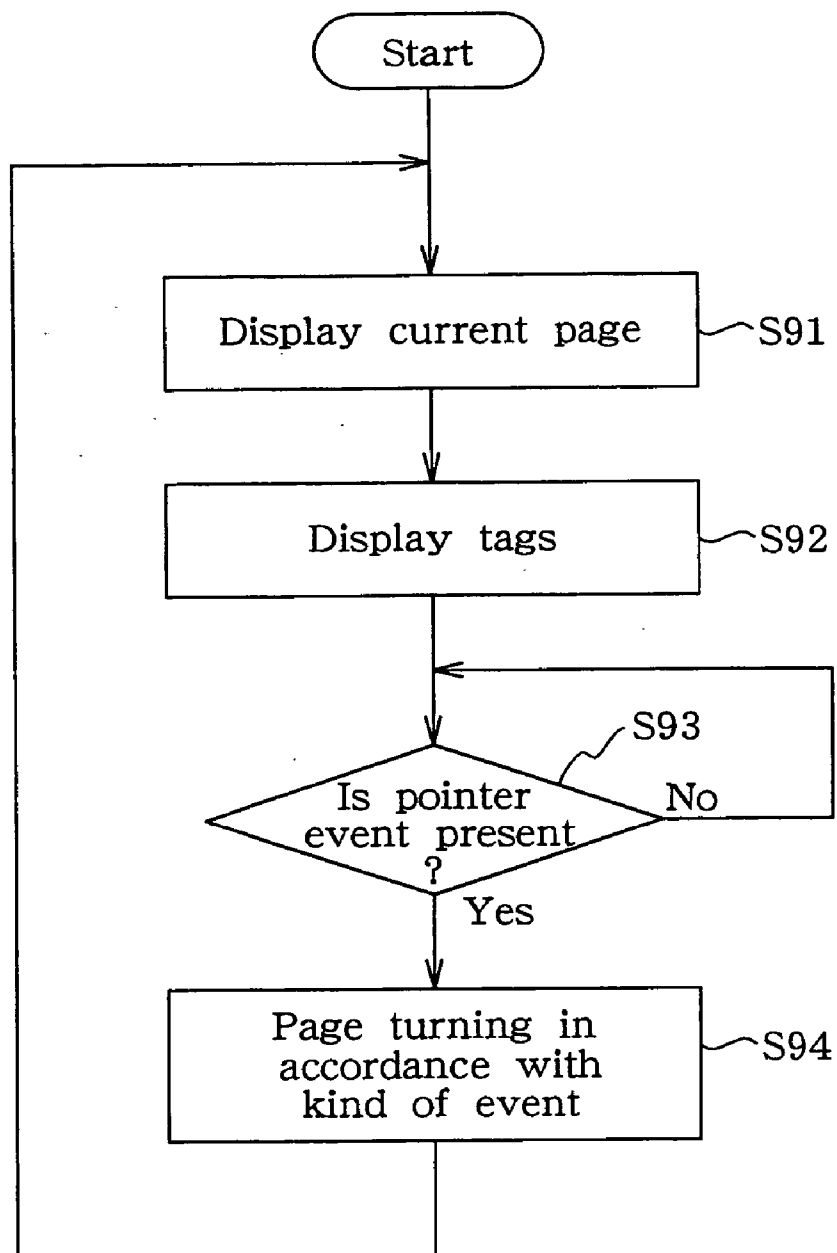 Start
Display current page
S91
Display tags
S92
S93
Is pointer
event present
?
No
Yes
Page turning in
accordance with
kind of event
S94